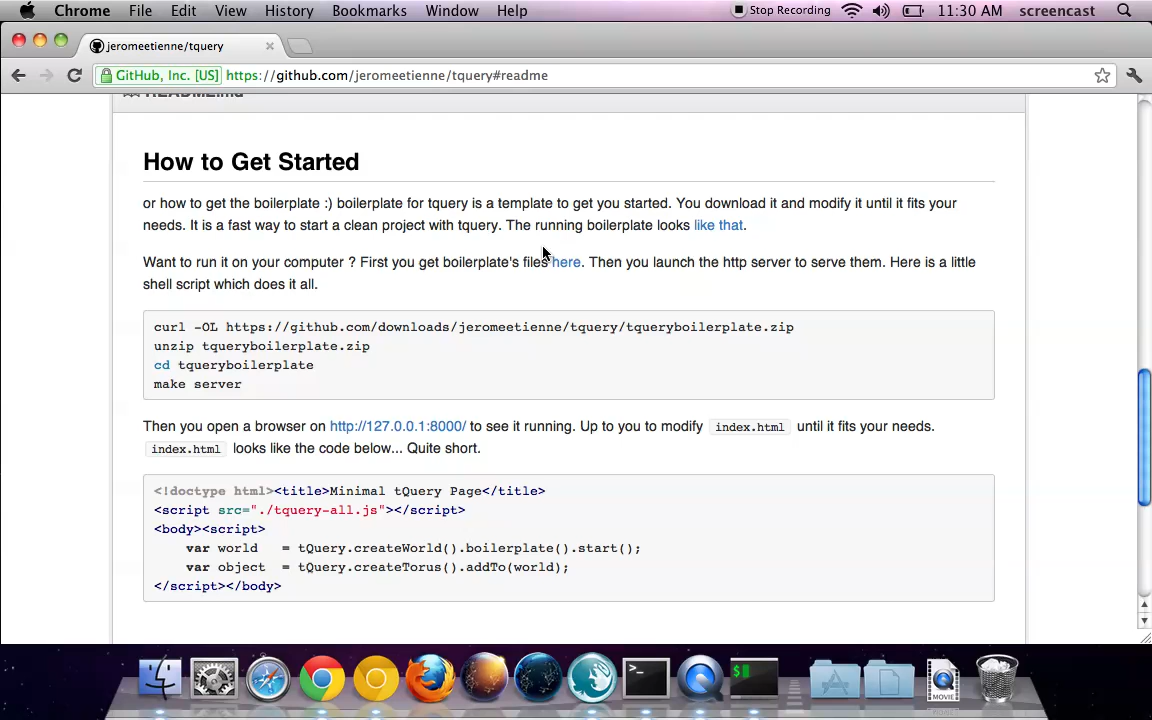 Chrome File Edit View History Bookmarks Window Help Stop Recording 11:30 AM screencast
jeromeetienne/tquery
GitHub, Inc. [US] https://github.com/jeromeetienne/tquery#readme
README.md
How to Get Started
or how to get the boilerplate :) boilerplate for tquery is a template to get you started. You download it and modify it until it fits your
needs. It is a fast way to start a clean project with tquery. The running boilerplate looks like that.
Want to run it on your computer ? First you get boilerplate's files here. Then you launch the http server to serve them. Here is a little
shell script which does it all.
curl -OL https://github.com/downloads/jeromeetienne/tquery/tqueryboilerplate.zip
unzip tqueryboilerplate.zip
cd tqueryboilerplate
make server
Then you open a browser on http://127.0.0.1:8000/ to see it running. Up to you to modify index.html until it fits your needs.
index.html looks like the code below... Quite short.
<!doctype html><title>Minimal tQuery Page</title>
<script src="./tquery-all.js"></script>
<body><script>
    var world   = tQuery.createWorld().boilerplate().start();
    var object  = tQuery.createTorus().addTo(world);
</script></body>
>_
$
MOVIE